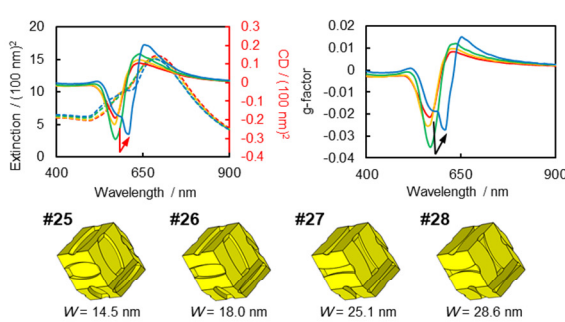 20
15
10
5
0
Extinction / (100 nm)²
0.3
0.2
0.1
0
-0.1
-0.2
-0.3
-0.4
CD / (100 nm)²
400 650 900
Wavelength / nm
0.02
0.01
0
-0.01
-0.02
-0.03
-0.04
g-factor
400 650 900
Wavelength / nm
#25 #26 #27 #28
W = 14.5 nm W = 18.0 nm W = 25.1 nm W = 28.6 nm